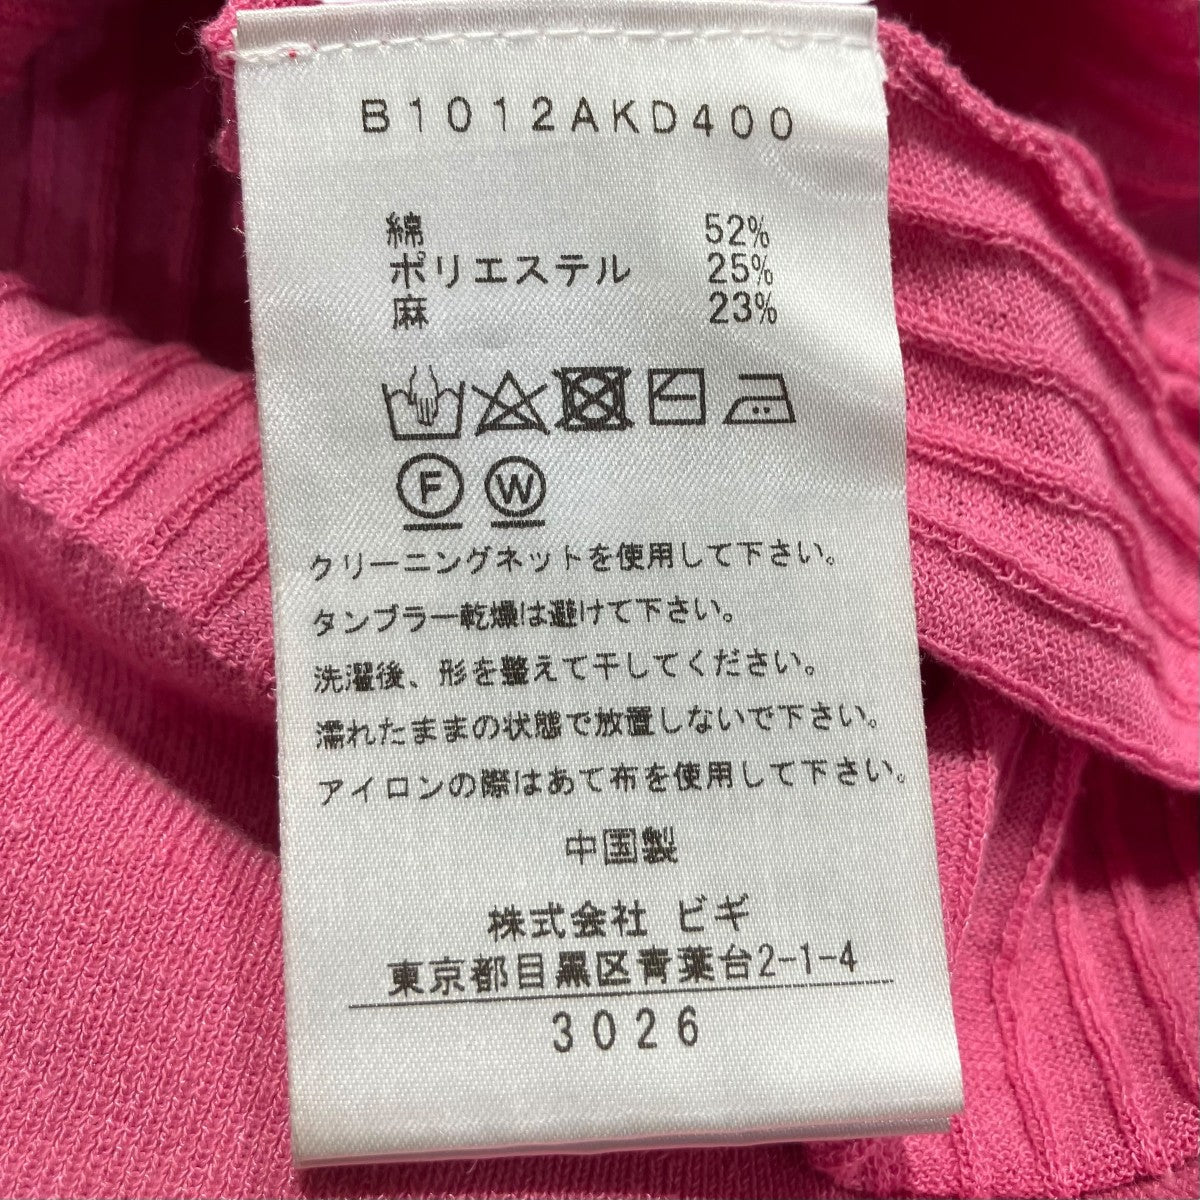 B1012AKD400
綿 52%
ポリエステル 25%
麻 23%
F W
クリーニングネットを使用して下さい。
タンブラー乾燥は避けて下さい。
洗濯後、形を整えて干してください。
濡れたままの状態で放置しないで下さい。
アイロンの際はあて布を使用して下さい。
中国製
株式会社 ビギ
東京都目黒区青葉台2-1-4
3026